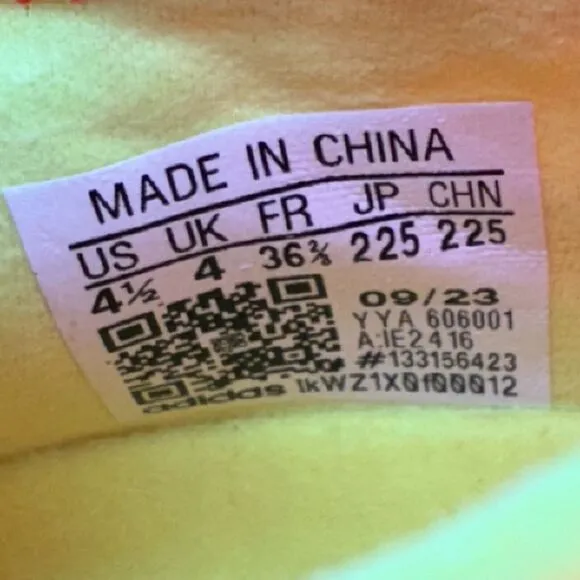 MADE IN CHINA
US UK FR JP CHN
4½ 4 36⅔ 225 225
09/23
YYA 606001
A:IE2416
#133156423
adidas 1kWZ1X0f00012